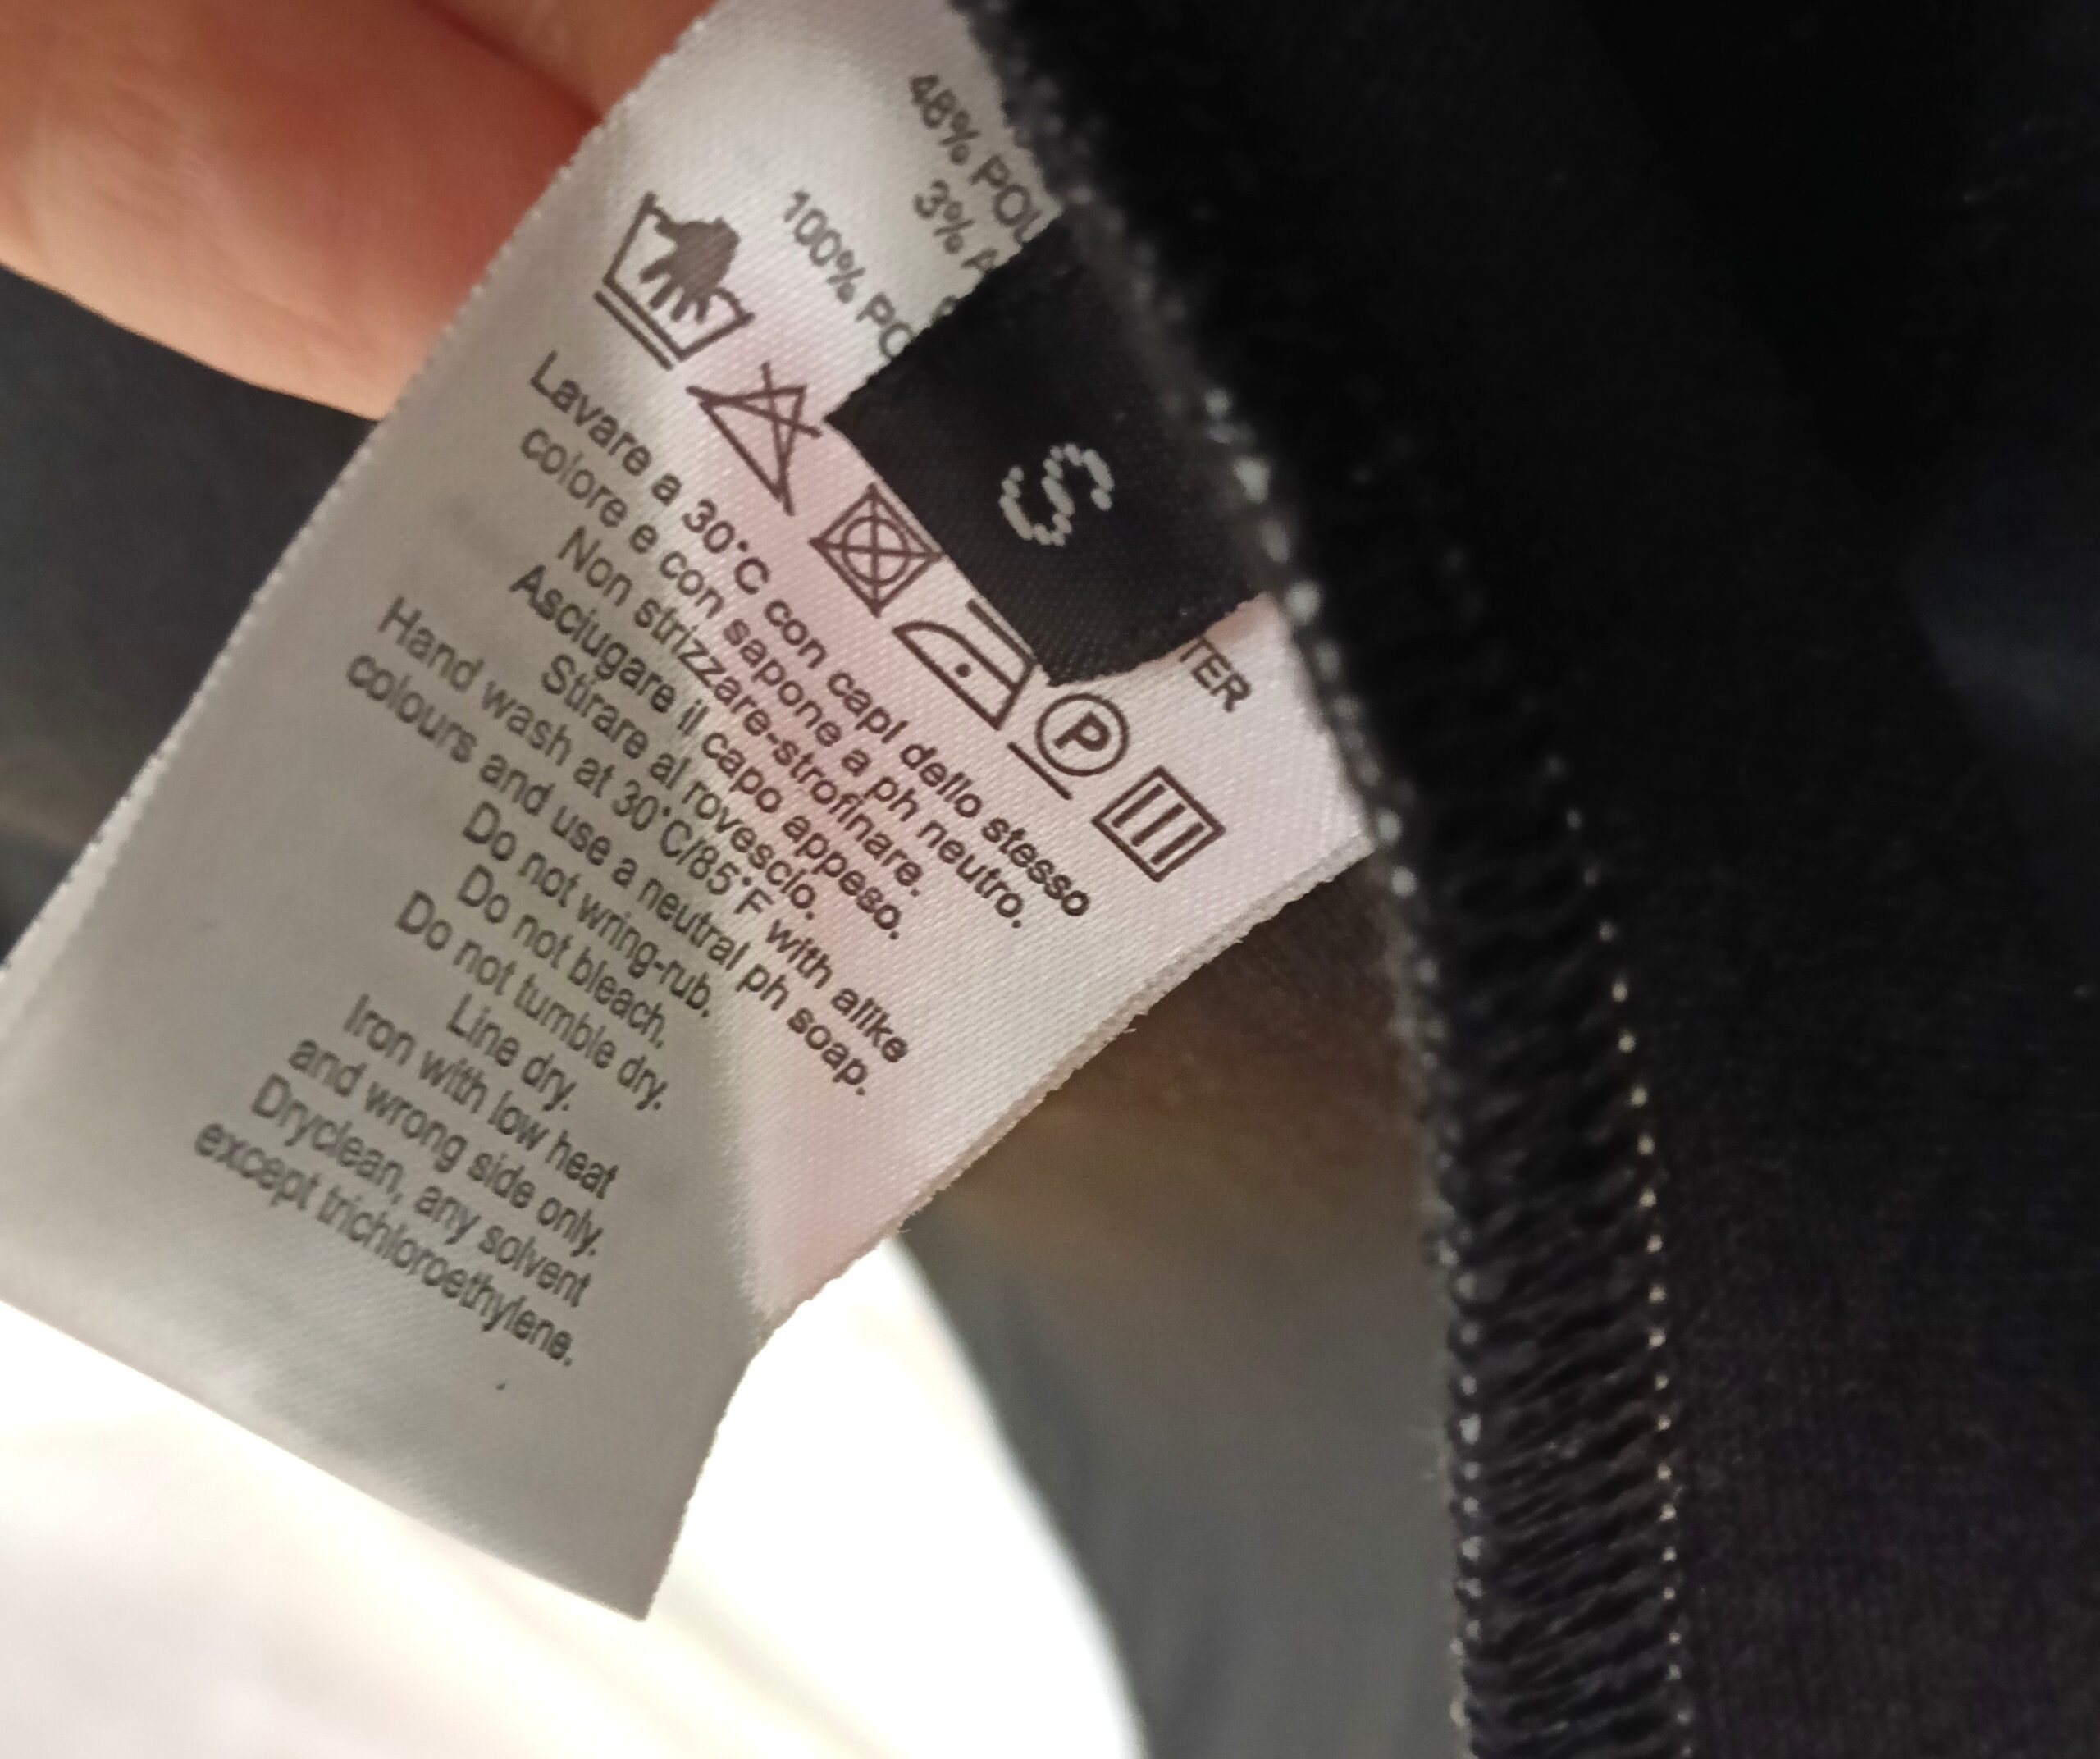 48%
3%
100%
S
P
Lavare a 30°C con capi dello stesso
colore e con sapone a ph neutro.
Non strizzare-strofinare.
Asciugare il capo appeso.
Stirare al rovescio.
Hand wash at 30°C/85°F with alike
colours and use a neutral ph soap.
Do not wring-rub.
Do not bleach.
Do not tumble dry.
Line dry.
Iron with low heat
and wrong side only.
Dryclean, any solvent
except trichloroethylene.